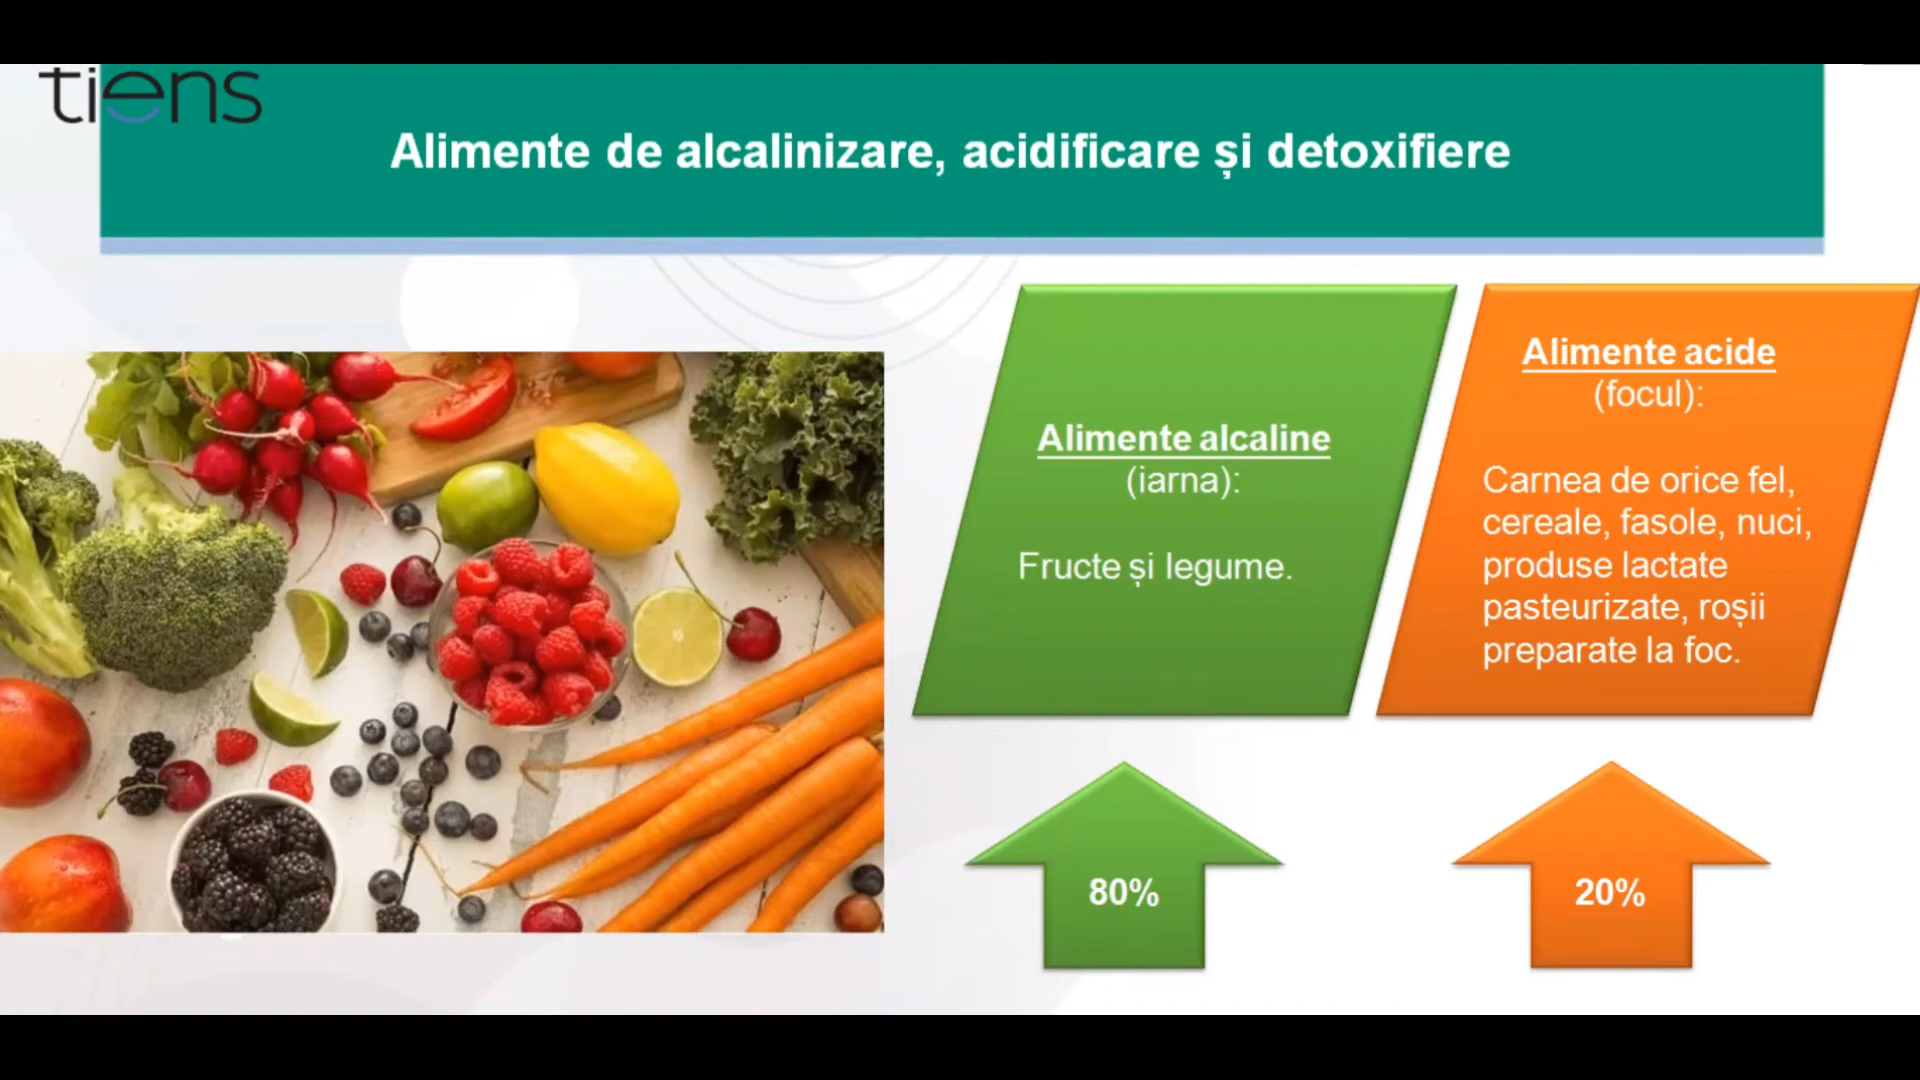 tiens
Alimente de alcalinizare, acidificare și detoxifiere
Alimente alcaline
(iarna):
Fructe și legume.
Alimente acide
(focul):
Carnea de orice fel,
cereale, fasole, nuci,
produse lactate
pasteurizate, roșii
preparate la foc.
80%
20%